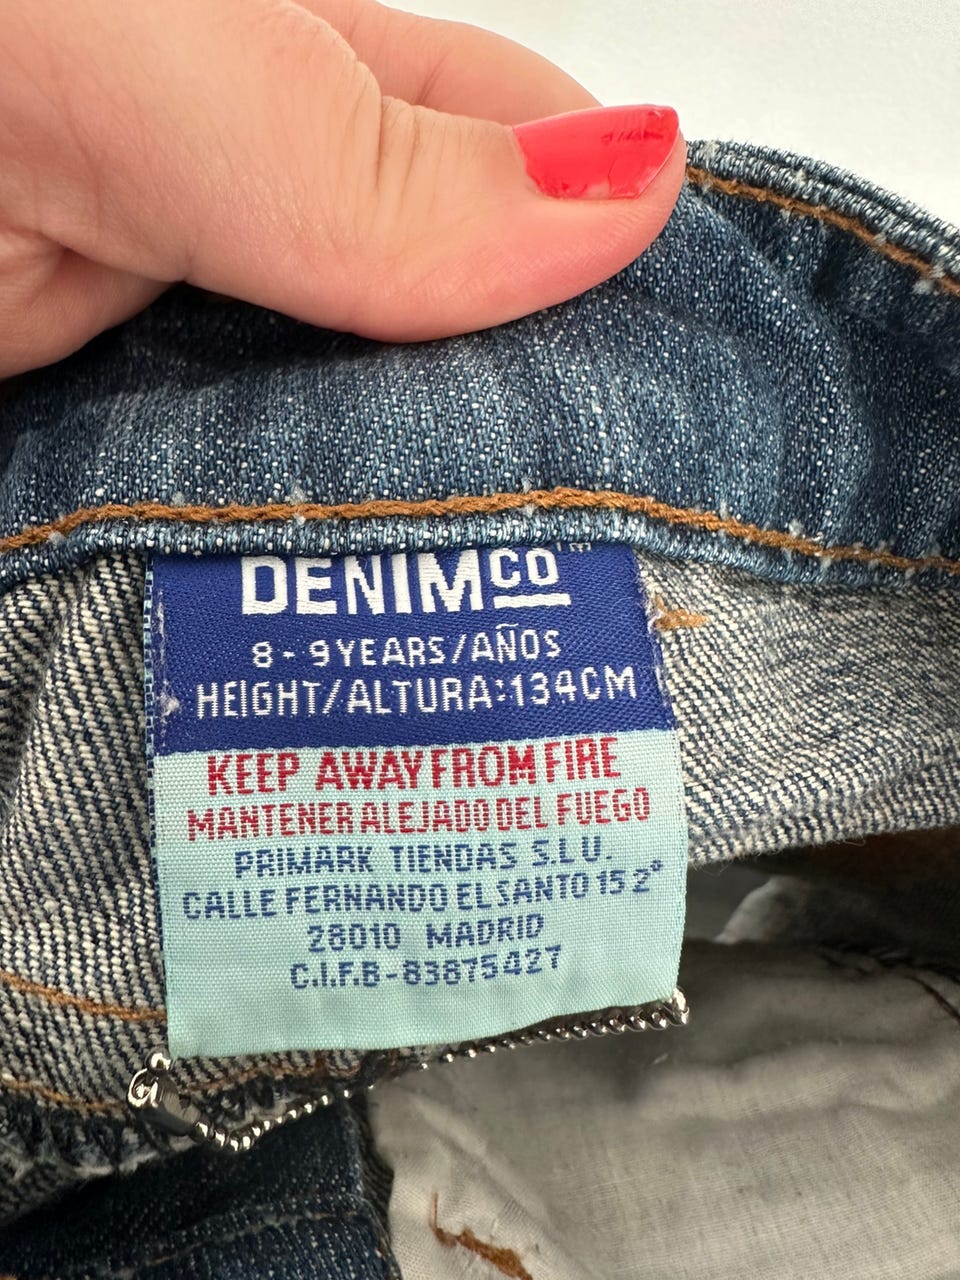 DENIMCO™
8-9YEARS/AÑOS
HEIGHT/ALTURA:134CM
KEEP AWAY FROM FIRE
MANTENER ALEJADO DEL FUEGO
PRIMARK TIENDAS S.L.U.
CALLE FERNANDO EL SANTO 15 2°
28010 MADRID
C.I.F.B-83875427